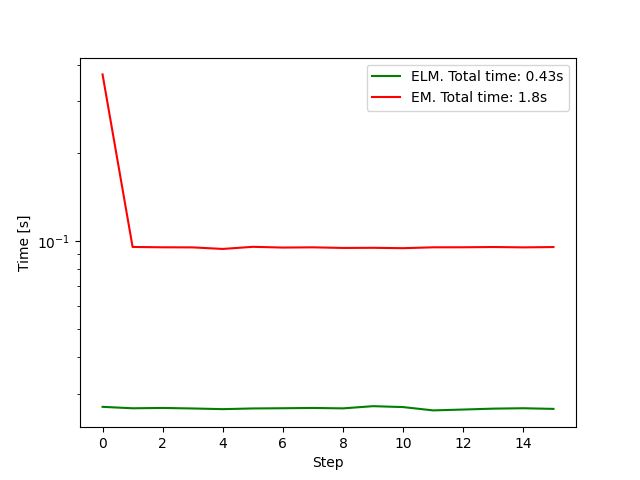 ELM. Total time: 0.43s
EM. Total time: 1.8s
Time [s]
10⁻¹
0 2 4 6 8 10 12 14
Step